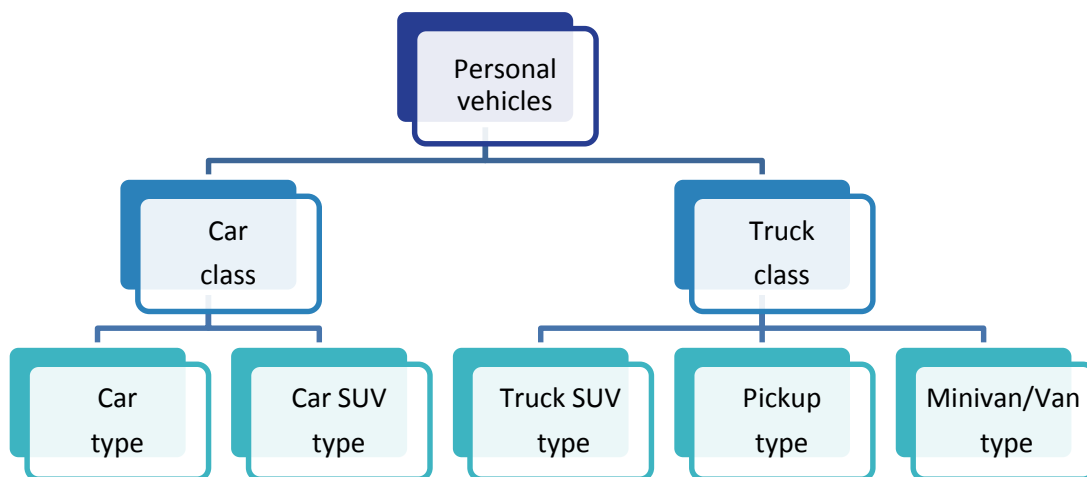 Personal
vehicles
Car
class
Truck
class
Car
type
Car SUV
type
Truck SUV
type
Pickup
type
Minivan/Van
type